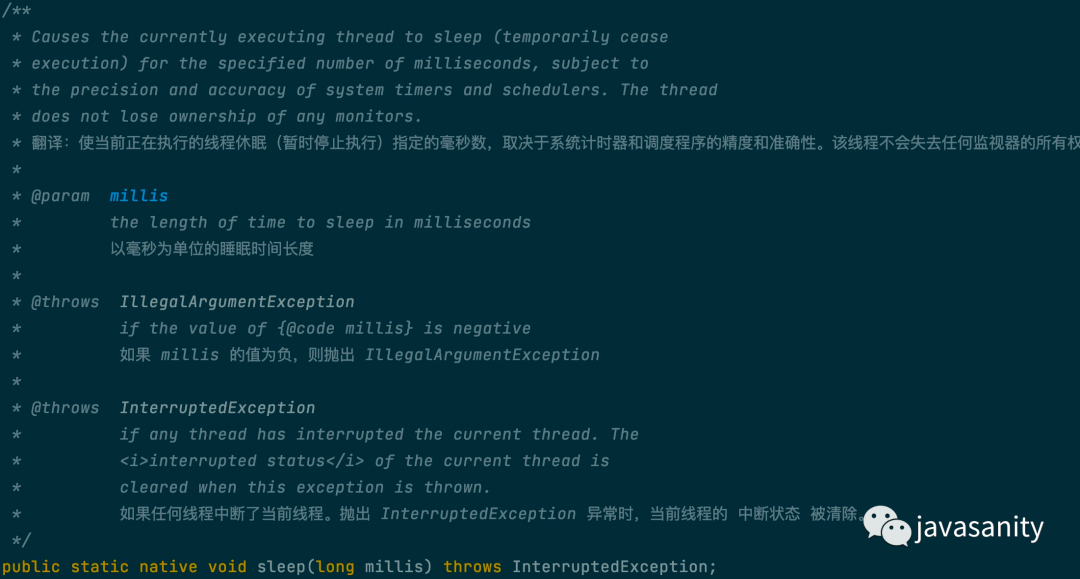 /**
* Causes the currently executing thread to sleep (temporarily cease
* execution) for the specified number of milliseconds, subject to
* the precision and accuracy of system timers and schedulers. The thread
* does not lose ownership of any monitors.
* 翻译：使当前正在执行的线程休眠（暂时停止执行）指定的毫秒数，取决于系统计时器和调度程序的精度和准确性。该线程不会失去任何监视器的所有权
*
* @param millis
* the length of time to sleep in milliseconds
* 以毫秒为单位的睡眠时间长度
*
* @throws IllegalArgumentException
* if the value of {@code millis} is negative
* 如果 millis 的值为负，则抛出 IllegalArgumentException
*
* @throws InterruptedException
* if any thread has interrupted the current thread. The
* <i>interrupted status</i> of the current thread is
* cleared when this exception is thrown.
* 如果任何线程中断了当前线程。抛出 InterruptedException 异常时，当前线程的 中断状态 被清除。
*/
public static native void sleep(long millis) throws InterruptedException;
javasanity